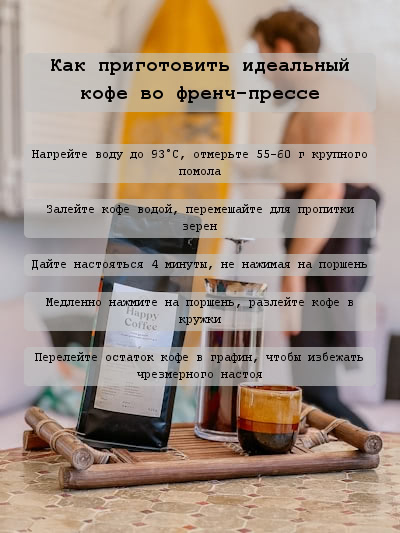 Как приготовить идеальный
кофе во френч-прессе
Нагрейте воду до 93°C, отмерьте 55–60 г крупного
помола
Залейте кофе водой, перемешайте для пропитки
зерен
Дайте настояться 4 минуты, не нажимая на поршень
Медленно нажмите на поршень, разлейте кофе в
кружки
Happy
Coffee
Перелейте остаток кофе в графин, чтобы избежать
чрезмерного настоя